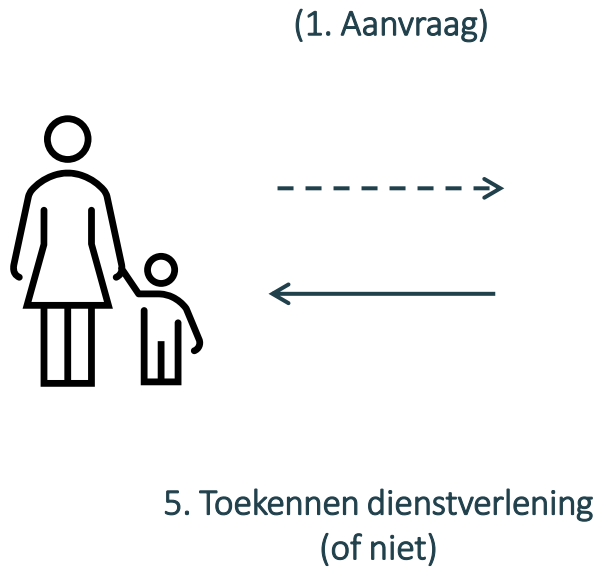 (1. Aanvraag)
5. Toekennen dienstverlening
(of niet)